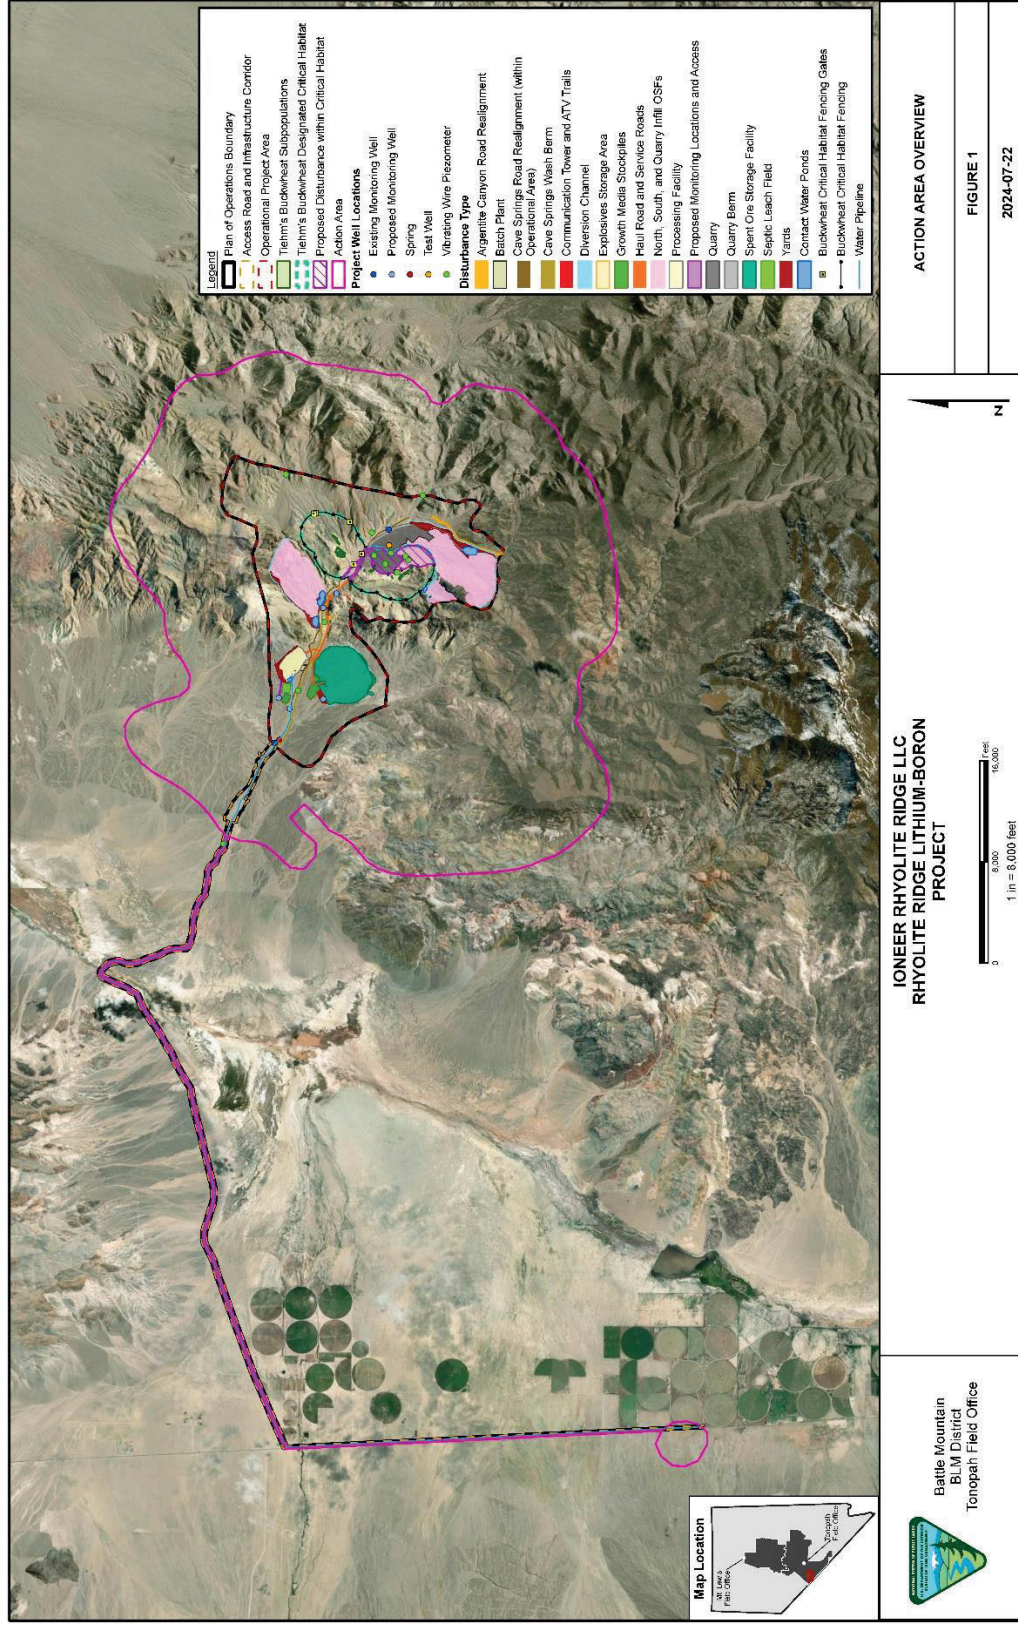 Legend
Plan of Operations Boundary
Access Road and Infrastructure Corridor
Operational Project Area
Tiehm's Buckwheat Subpopulations
Tiehm's Buckwheat Designated Critical Habitat
Proposed Disturbance within Critical Habitat
Action Area
Project Well Locations
Existing Monitoring Well
Proposed Monitoring Well
Spring
Test Well
Vibrating Wire Piezometer
Disturbance Type
Argentite Canyon Road Realignment
Batch Plant
Cave Springs Road Realignment (within
Operational Area)
Cave Springs Wash Berm
Communication Tower and ATV Trails
Diversion Channel
Explosives Storage Area
Growth Media Stockpiles
Haul Road and Service Roads
North, South, and Quarry Infill OSFs
Processing Facility
Proposed Monitoring Locations and Access
Quarry
Quarry Berm
Spent Ore Storage Facility
Septic Leach Field
Yards
Contact Water Ponds
Buckwheat Critical Habitat Fencing Gates
Buckwheat Critical Habitat Fencing
Water Pipeline
Map Location
Mt. Lewis
Field Office
Tonopah
Field Office
Battle Mountain
BLM District
Tonopah Field Office
IONEER RHYOLITE RIDGE LLC
RHYOLITE RIDGE LITHIUM-BORON
PROJECT
0
8,000
16,000
Feet
1 in = 8,000 feet
N
ACTION AREA OVERVIEW
FIGURE 1
2024-07-22